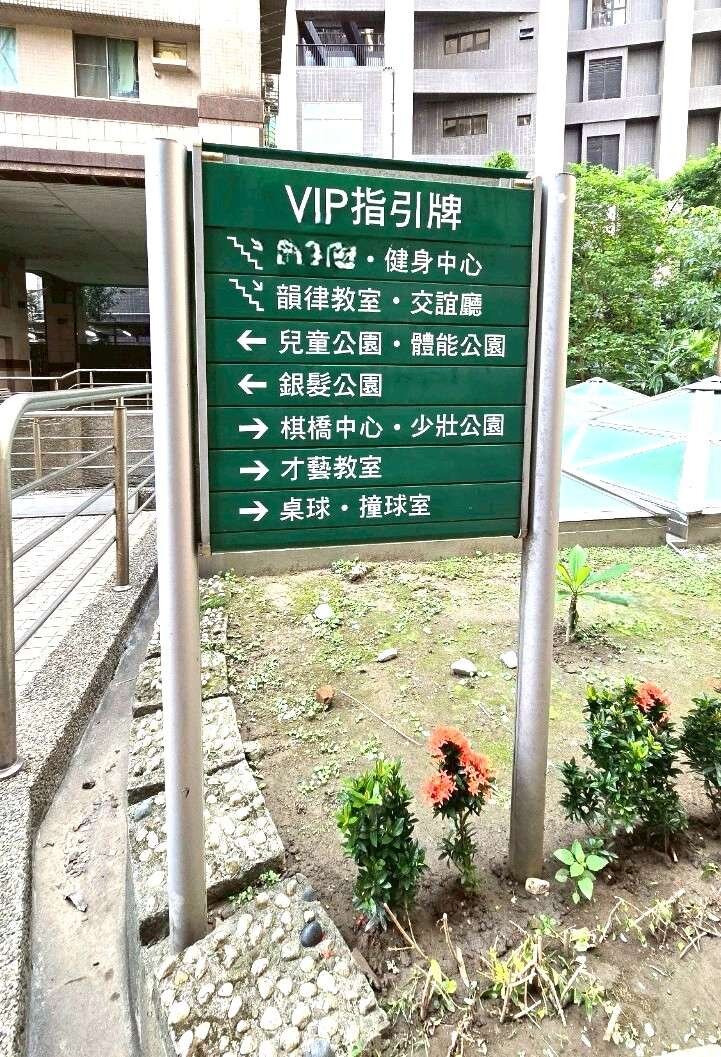 VIP指引牌
・健身中心
韻律教室・交誼廳
← 兒童公園・體能公園
← 銀髮公園
→ 棋橋中心・少壯公園
→ 才藝教室
→ 桌球・撞球室